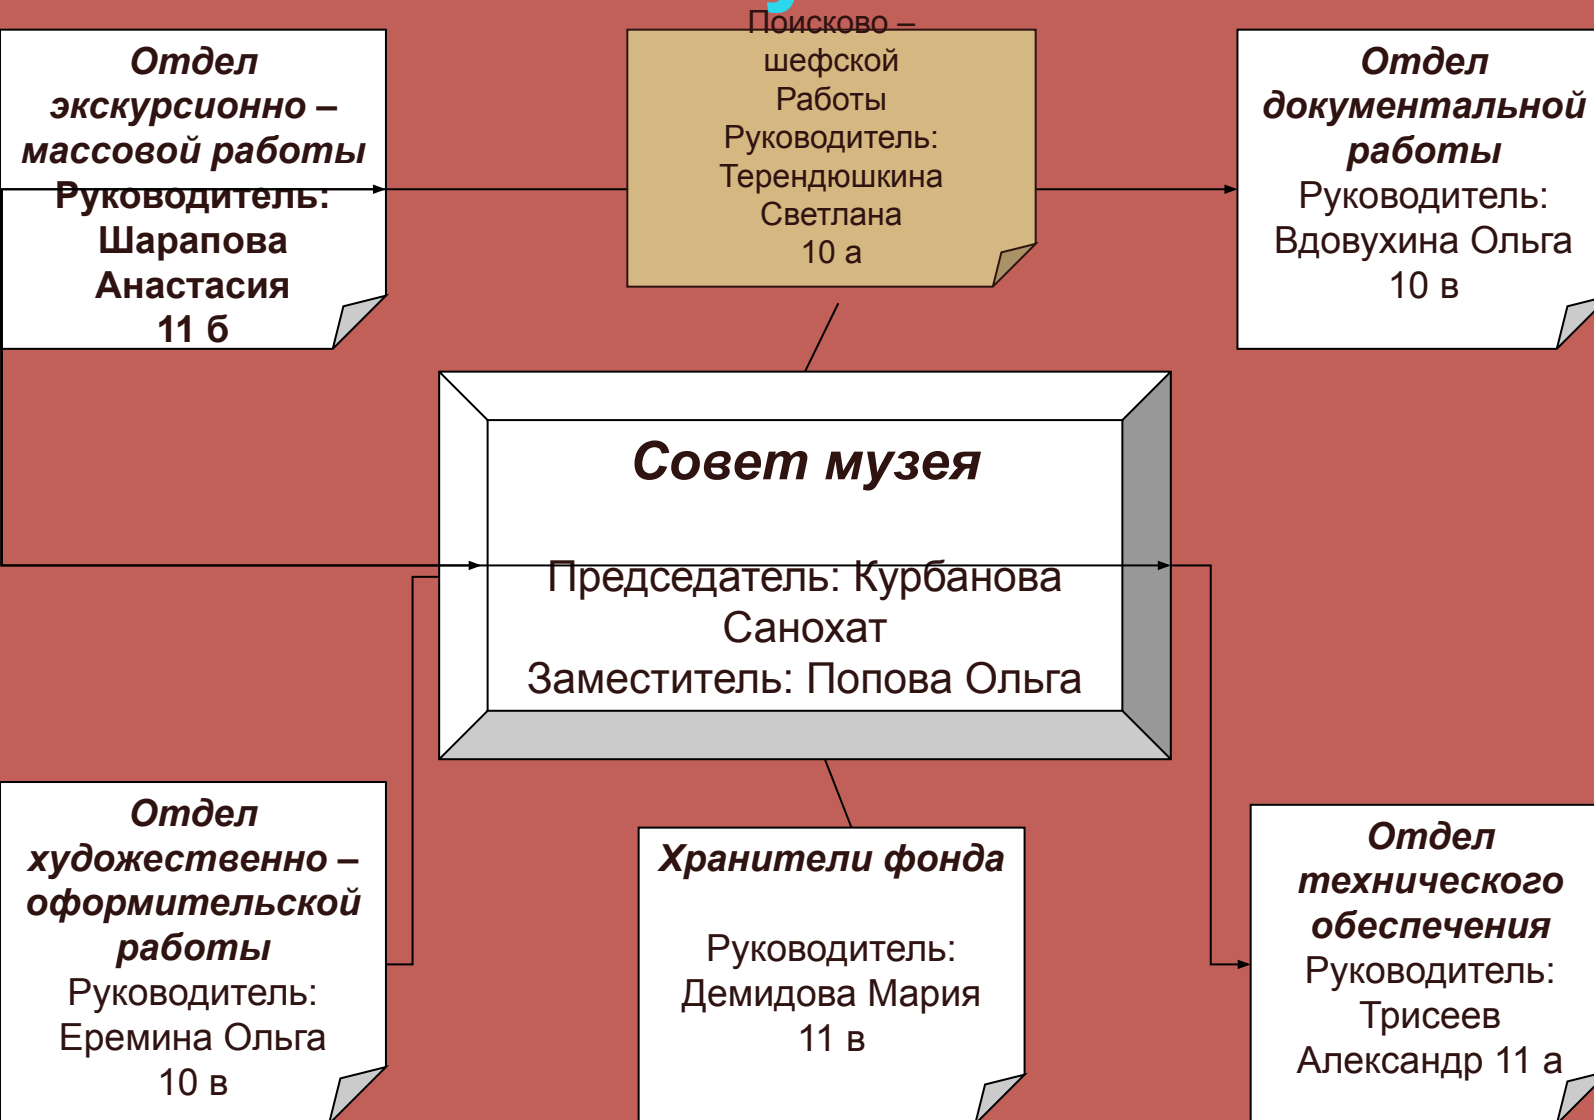 Отдел
экскурсионно –
массовой работы
Руководитель:
Шарапова
Анастасия
11 б
Поисково –
шефской
Работы
Руководитель:
Терендюшкина
Светлана
10 а
Отдел
документальной
работы
Руководитель:
Вдовухина Ольга
10 в
Совет музея
Председатель: Курбанова
Санохат
Заместитель: Попова Ольга
Отдел
художественно –
оформительской
работы
Руководитель:
Еремина Ольга
10 в
Хранители фонда
Руководитель:
Демидова Мария
11 в
Отдел
технического
обеспечения
Руководитель:
Трисеев
Александр 11 а